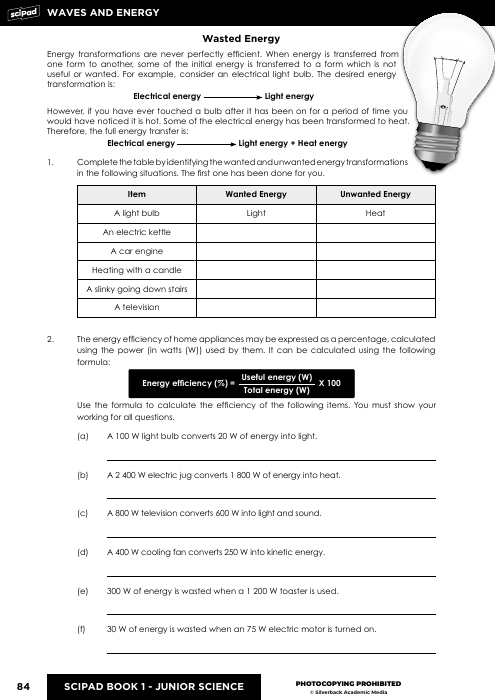 scipad WAVES AND ENERGY
Wasted Energy
Energy transformations are never perfectly efficient. When energy is transferred from
one form to another, some of the initial energy is transferred to a form which is not
useful or wanted. For example, consider an electrical light bulb. The desired energy
transformation is:
Electrical energy → Light energy
However, if you have ever touched a bulb after it has been on for a period of time you
would have noticed it is hot. Some of the electrical energy has been transformed to heat.
Therefore, the full energy transfer is:
Electrical energy → Light energy + Heat energy
1. Complete the table by identifying the wanted and unwanted energy transformations
in the following situations. The first one has been done for you.
Item Wanted Energy Unwanted Energy
A light bulb Light Heat
An electric kettle
A car engine
Heating with a candle
A slinky going down stairs
A television
2. The energy efficiency of home appliances may be expressed as a percentage, calculated
using the power (in watts (W)) used by them. It can be calculated using the following
formula:
Energy efficiency (%) = Useful energy (W) / Total energy (W) X 100
Use the formula to calculate the efficiency of the following items. You must show your
working for all questions.
(a) A 100 W light bulb converts 20 W of energy into light.
(b) A 2 400 W electric jug converts 1 800 W of energy into heat.
(c) A 800 W television converts 600 W into light and sound.
(d) A 400 W cooling fan converts 250 W into kinetic energy.
(e) 300 W of energy is wasted when a 1 200 W toaster is used.
(f) 30 W of energy is wasted when an 75 W electric motor is turned on.
84 SCIPAD BOOK 1 - JUNIOR SCIENCE
PHOTOCOPYING PROHIBITED
© Silverback Academic Media